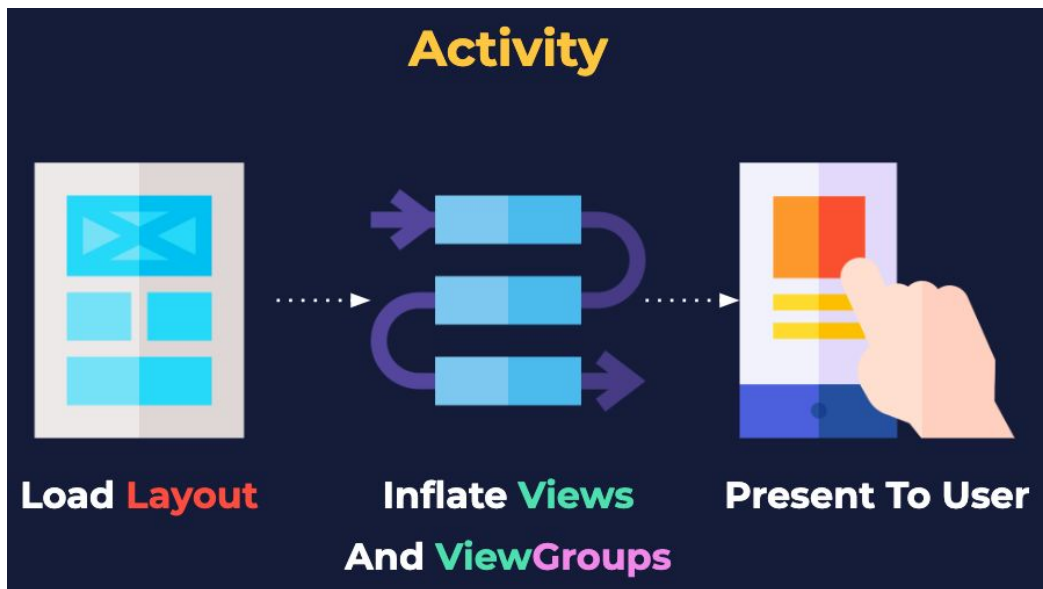 Activity
Load Layout
Inflate Views
And ViewGroups
Present To User